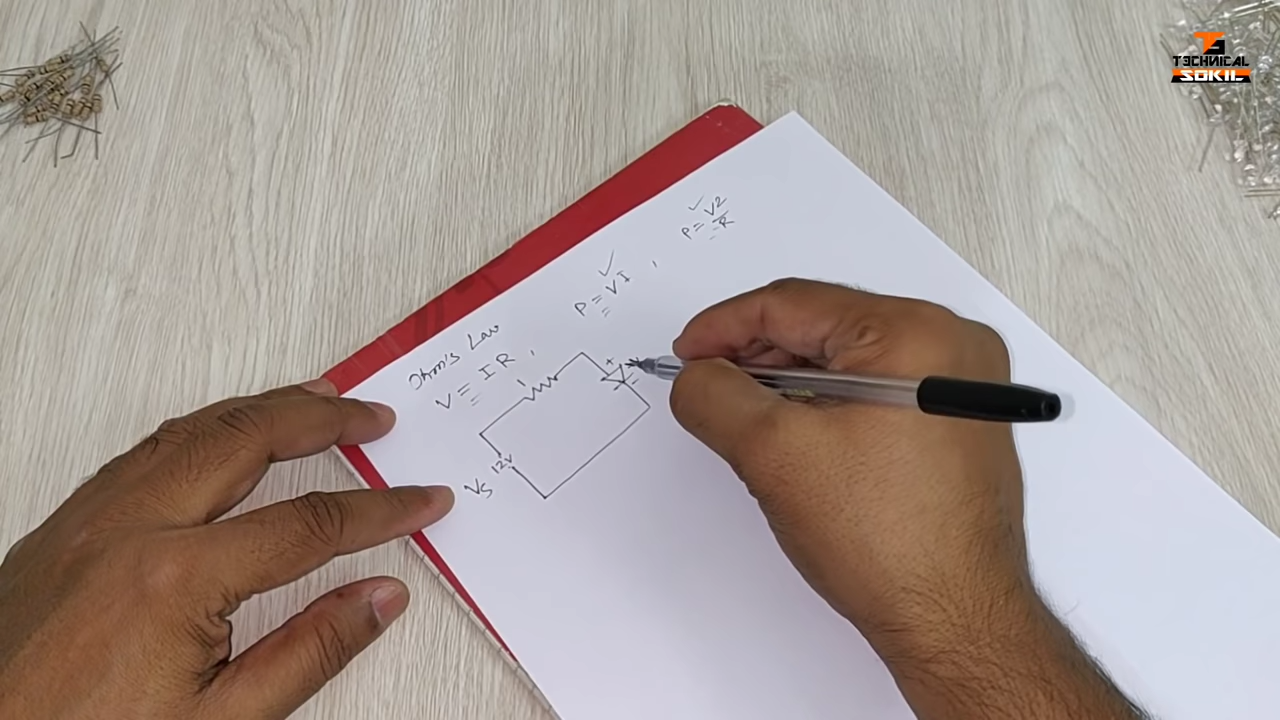 Ohm's Law
V = IR,
P = VI,
P = V2
R
+
-
12V
Vs
TECHNICAL
SOKIL